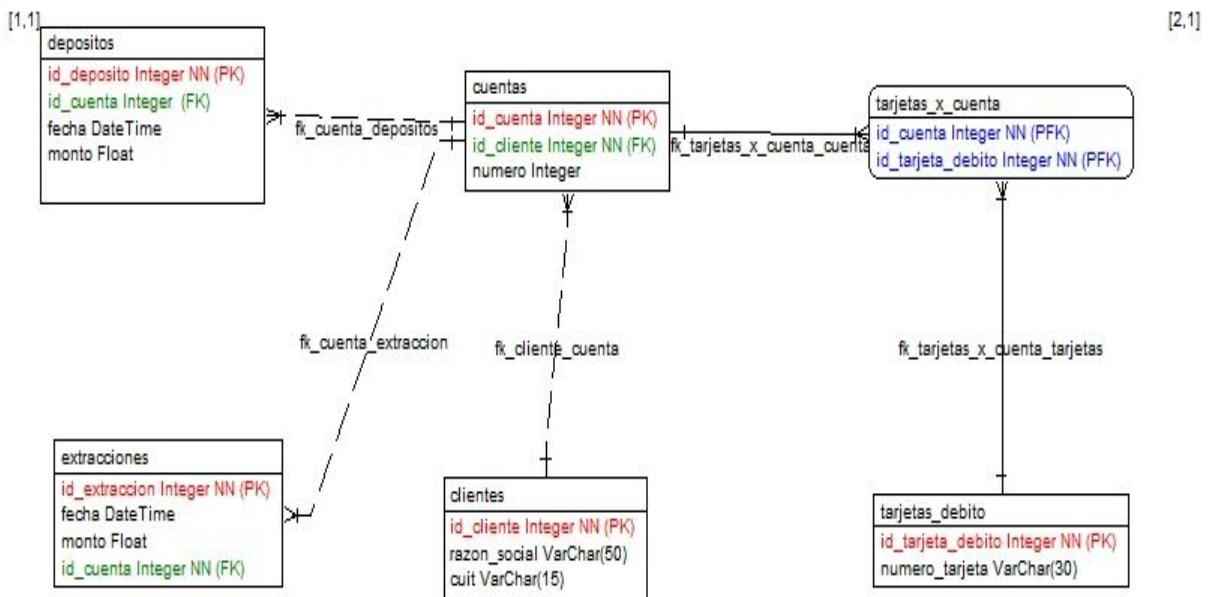 [1,1]
[2,1]
depositos
id_deposito Integer NN (PK)
id_cuenta Integer  (FK)
fecha DateTime
monto Float
fk_cuenta_depositos
cuentas
id_cuenta Integer NN (PK)
id_cliente Integer NN (FK)
numero Integer
fk_tarjetas_x_cuenta_cuenta
tarjetas_x_cuenta
id_cuenta Integer NN (PFK)
id_tarjeta_debito Integer NN (PFK)
fk_cuenta_extraccion
fk_cliente_cuenta
fk_tarjetas_x_cuenta_tarjetas
extracciones
id_extraccion Integer NN (PK)
fecha DateTime
monto Float
id_cuenta Integer NN (FK)
clientes
id_cliente Integer NN (PK)
razon_social VarChar(50)
cuit VarChar(15)
tarjetas_debito
id_tarjeta_debito Integer NN (PK)
numero_tarjeta VarChar(30)